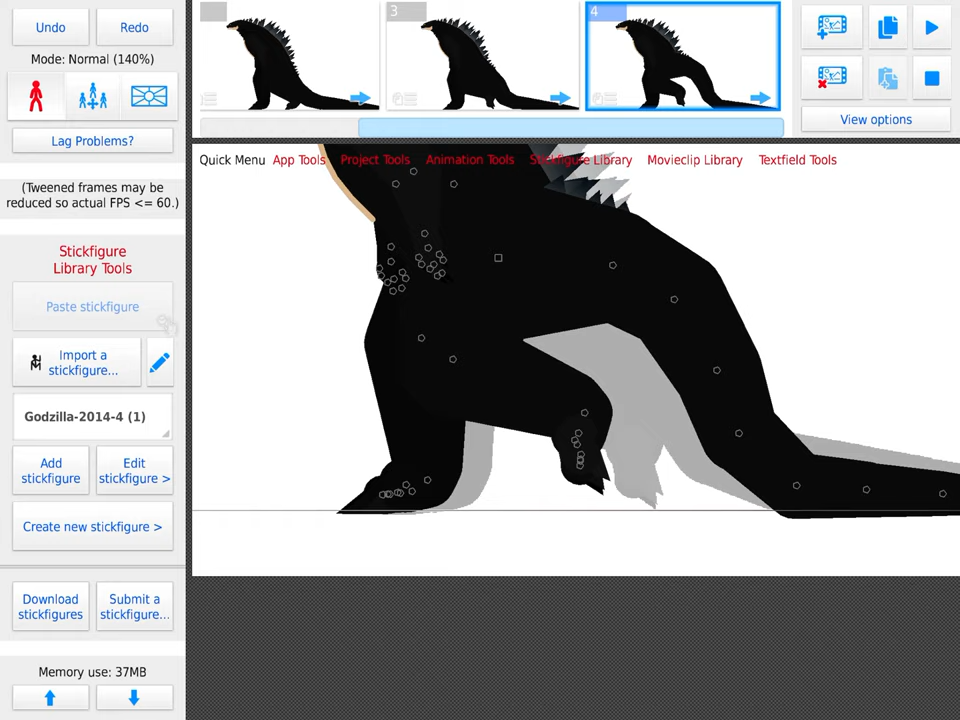 Undo
Redo
Mode: Normal (140%)
Lag Problems?
(Tweened frames may be
reduced so actual FPS <= 60.)
Stickfigure
Library Tools
Paste stickfigure
Import a
stickfigure...
Godzilla-2014-4 (1)
Add
stickfigure
Edit
stickfigure >
Create new stickfigure >
Download
stickfigures
Submit a
stickfigure...
Memory use: 37MB
3
4
View options
Quick Menu
App Tools
Project Tools
Animation Tools
Stickfigure Library
Movieclip Library
Textfield Tools